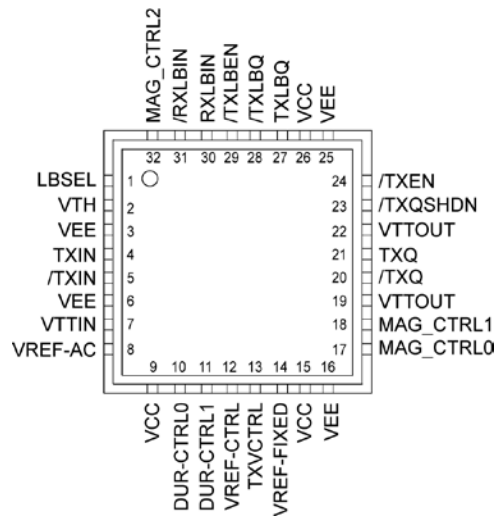 MAG_CTRL2
/RXLBIN
RXLBIN
/TXLBEN
/TXLBQ
TXLBQ
VCC
VEE
32 31 30 29 28 27 26 25
LBSEL 1 24 /TXEN
VTH 2 23 /TXQSHDN
VEE 3 22 VTTOUT
TXIN 4 21 TXQ
/TXIN 5 20 /TXQ
VEE 6 19 VTTOUT
VTTIN 7 18 MAG_CTRL1
VREF-AC 8 17 MAG_CTRL0
9 10 11 12 13 14 15 16
VCC
DUR-CTRL0
DUR-CTRL1
VREF-CTRL
TXVCTRL
VREF-FIXED
VCC
VEE